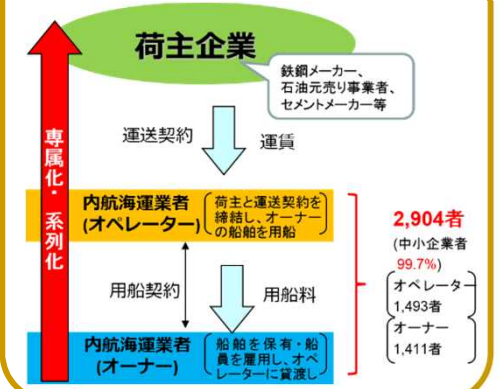 荷主企業
鉄鋼メーカー、
石油元売り事業者、
セメントメーカー等
専属化・系列化
運送契約
運賃
内航海運業者
(オペレーター)
荷主と運送契約を
締結し、オーナー
の船舶を用船
2,904者
(中小企業者
99.7%)
オペレーター
1,493者
オーナー
1,411者
用船契約
用船料
内航海運業者
(オーナー)
船舶を保有・船
員を雇用し、オペ
レーターに貸渡し